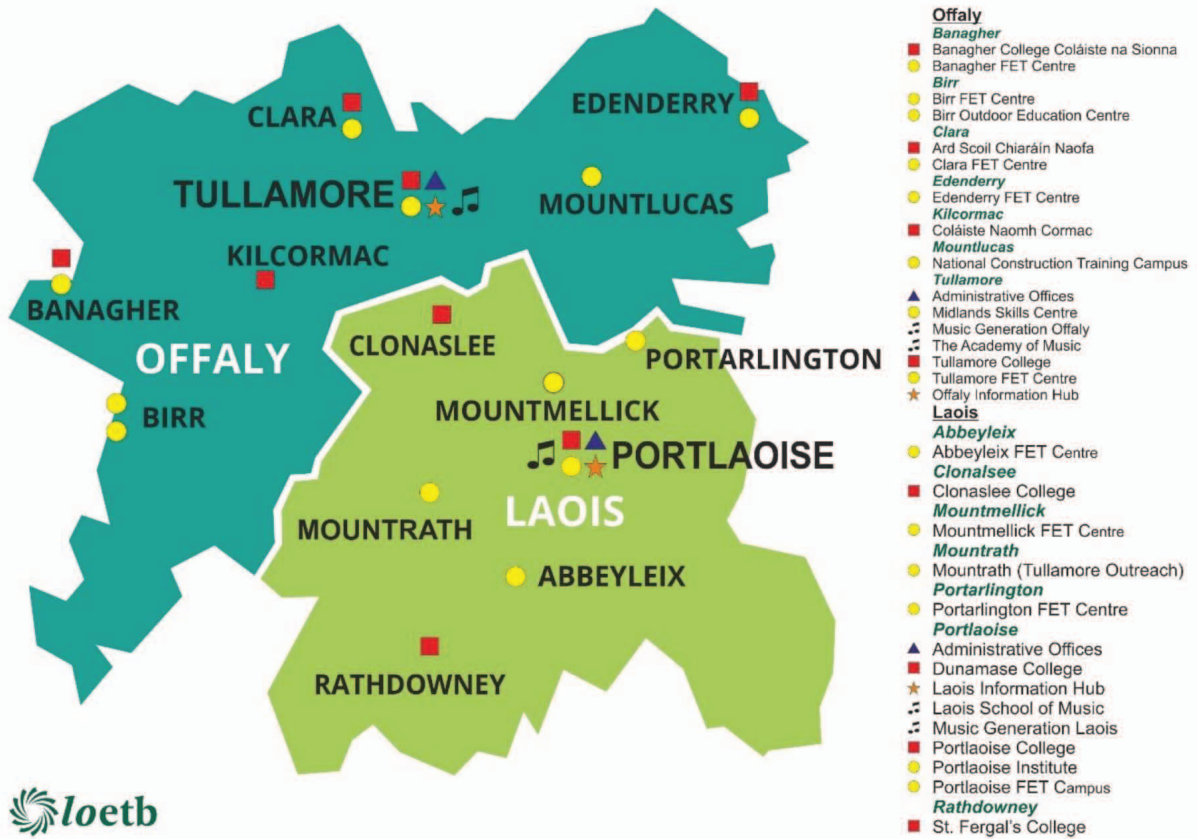 CLARA
EDENDERRY
TULLAMORE
MOUNTLUCAS
KILCORMAC
BANAGHER
OFFALY
CLONASLEE
PORTARLINGTON
BIRR
MOUNTMELLICK
PORTLAOISE
LAOIS
MOUNTRATH
ABBEYLEIX
RATHDOWNEY
loetb
Offaly
Banagher
Banagher College Coláiste na Sionna
Banagher FET Centre
Birr
Birr FET Centre
Birr Outdoor Education Centre
Clara
Ard Scoil Chiaráin Naofa
Clara FET Centre
Edenderry
Edenderry FET Centre
Kilcormac
Coláiste Naomh Cormac
Mountlucas
National Construction Training Campus
Tullamore
Administrative Offices
Midlands Skills Centre
Music Generation Offaly
The Academy of Music
Tullamore College
Tullamore FET Centre
Offaly Information Hub
Laois
Abbeyleix
Abbeyleix FET Centre
Clonalsee
Clonaslee College
Mountmellick
Mountmellick FET Centre
Mountrath
Mountrath (Tullamore Outreach)
Portarlington
Portarlington FET Centre
Portlaoise
Administrative Offices
Dunamase College
Laois Information Hub
Laois School of Music
Music Generation Laois
Portlaoise College
Portlaoise Institute
Portlaoise FET Campus
Rathdowney
St. Fergal's College